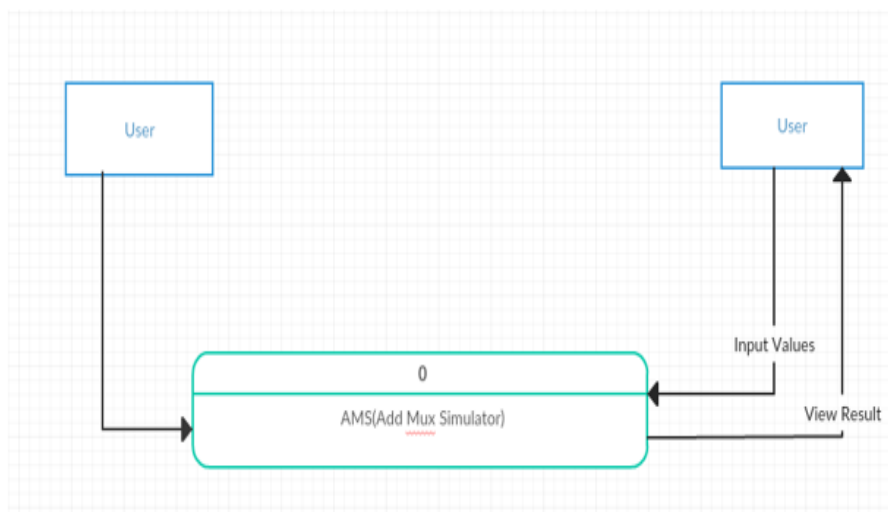 User
User
Input Values
0
View Result
AMS(Add Mux Simulator)